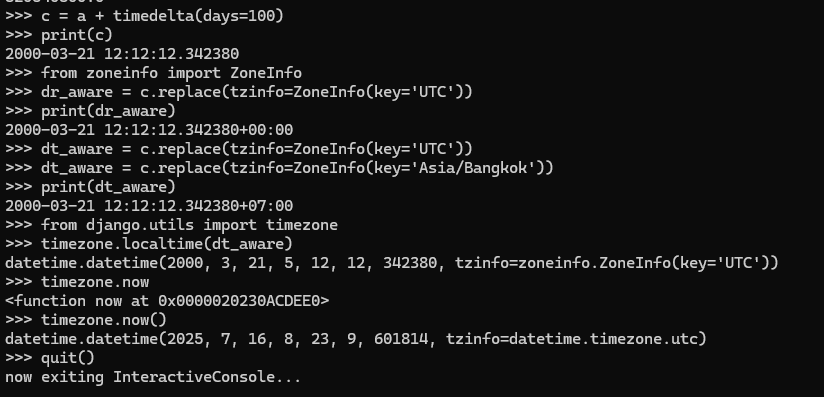 >>> c = a + timedelta(days=100)
>>> print(c)
2000-03-21 12:12:12.342380
>>> from zoneinfo import ZoneInfo
>>> dr_aware = c.replace(tzinfo=ZoneInfo(key='UTC'))
>>> print(dr_aware)
2000-03-21 12:12:12.342380+00:00
>>> dt_aware = c.replace(tzinfo=ZoneInfo(key='UTC'))
>>> dt_aware = c.replace(tzinfo=ZoneInfo(key='Asia/Bangkok'))
>>> print(dt_aware)
2000-03-21 12:12:12.342380+07:00
>>> from django.utils import timezone
>>> timezone.localtime(dt_aware)
datetime.datetime(2000, 3, 21, 5, 12, 12, 342380, tzinfo=zoneinfo.ZoneInfo(key='UTC'))
>>> timezone.now
<function now at 0x0000020230ACDEE0>
>>> timezone.now()
datetime.datetime(2025, 7, 16, 8, 23, 9, 601814, tzinfo=datetime.timezone.utc)
>>> quit()
now exiting InteractiveConsole...